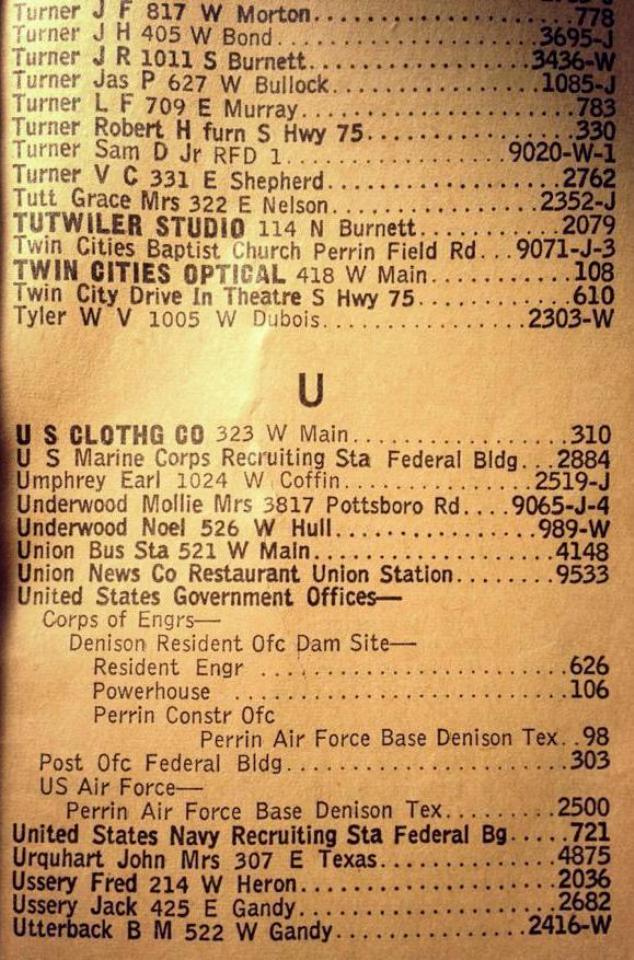 Turner J F 817 W Morton....................778
Turner J H 405 W Bond....................3695-J
Turner J R 1011 S Burnett................3436-W
Turner Jas P 627 W Bullock...............1085-J
Turner L F 709 E Murray....................783
Turner Robert H furn S Hwy 75..............330
Turner Sam D Jr RFD 1.................9020-W-1
Turner V C 331 E Shepherd.................2762
Tutt Grace Mrs 322 E Nelson.............2352-J
TUTWILER STUDIO 114 N Burnett............2079
Twin Cities Baptist Church Perrin Field Rd...9071-J-3
TWIN CITIES OPTICAL 418 W Main............108
Twin City Drive In Theatre S Hwy 75..........610
Tyler W V 1005 W Dubois................2303-W
U
U S CLOTHG CO 323 W Main.................310
U S Marine Corps Recruiting Sta Federal Bldg...2884
Umphrey Earl 1024 W Coffin..............2519-J
Underwood Mollie Mrs 3817 Pottsboro Rd....9065-J-4
Underwood Noel 526 W Hull...............989-W
Union Bus Sta 521 W Main..................4148
Union News Co Restaurant Union Station........9533
United States Government Offices—
Corps of Engrs—
Denison Resident Ofc Dam Site—
Resident Engr ........................626
Powerhouse ..........................106
Perrin Constr Ofc
Perrin Air Force Base Denison Tex..98
Post Ofc Federal Bldg......................303
US Air Force—
Perrin Air Force Base Denison Tex.........2500
United States Navy Recruiting Sta Federal Bg.....721
Urquhart John Mrs 307 E Texas..............4875
Ussery Fred 214 W Heron...................2036
Ussery Jack 425 E Gandy...................2682
Utterback B M 522 W Gandy..............2416-W